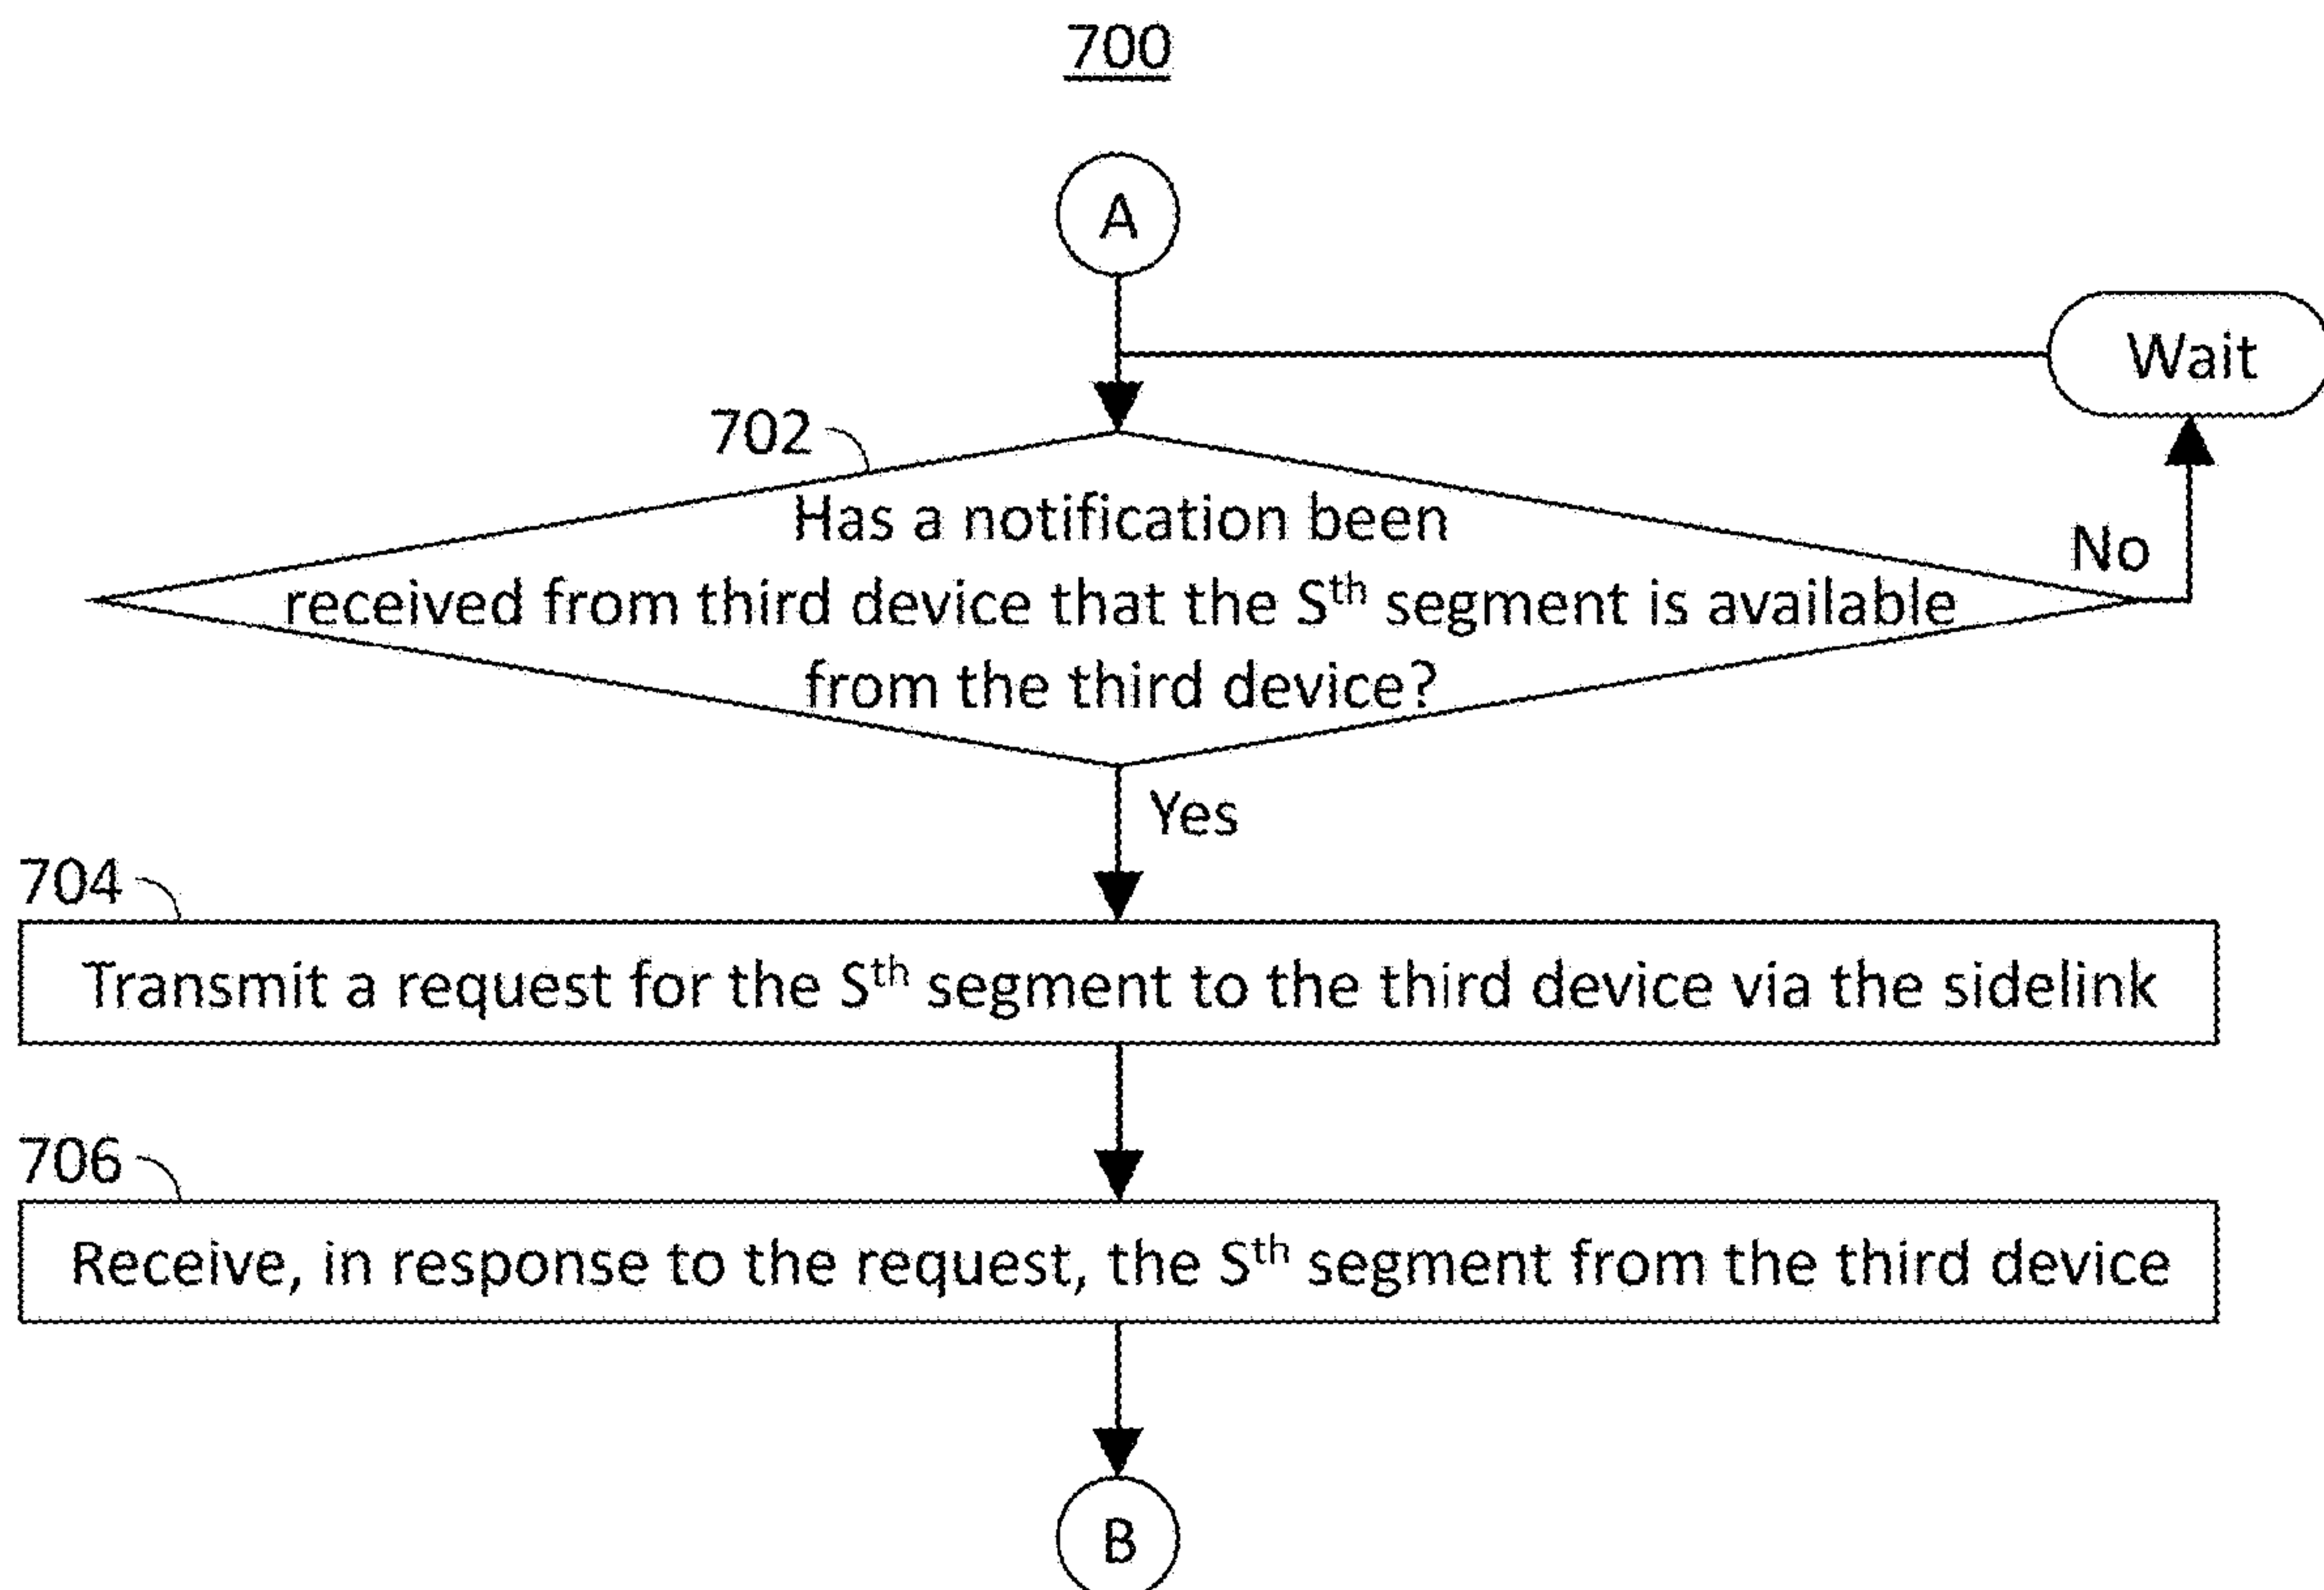 700
A
Wait
702
Has a notification been
No
received from third device that the Sth segment is available
from the third device?
Yes
704
Transmit a request for the Sth segment to the third device via the sidelink
706
Receive, in response to the request, the Sth segment from the third device
B